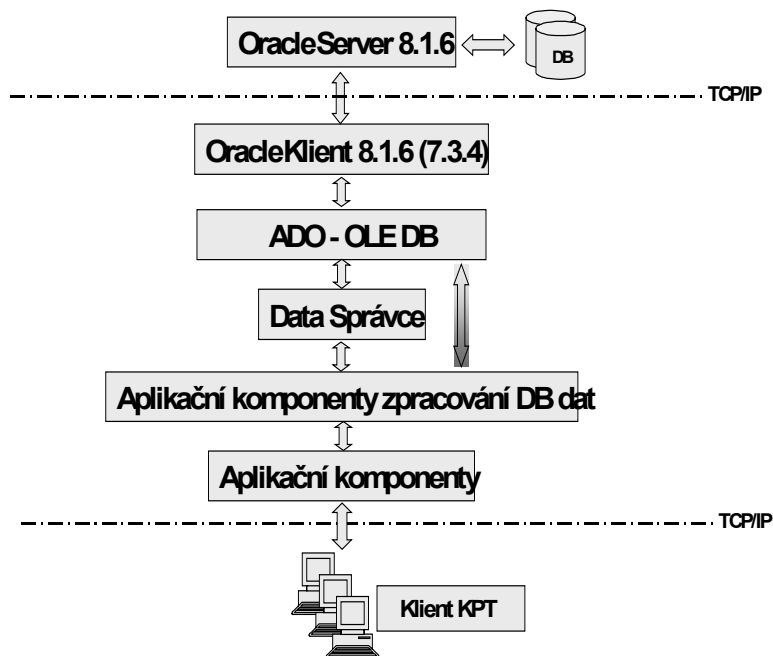 OracleServer 8.1.6
DB
TCP/IP
OracleKlient 8.1.6 (7.3.4)
ADO - OLE DB
Data Správce
Aplikační komponenty zpracování DB dat
Aplikační komponenty
TCP/IP
Klient KPT